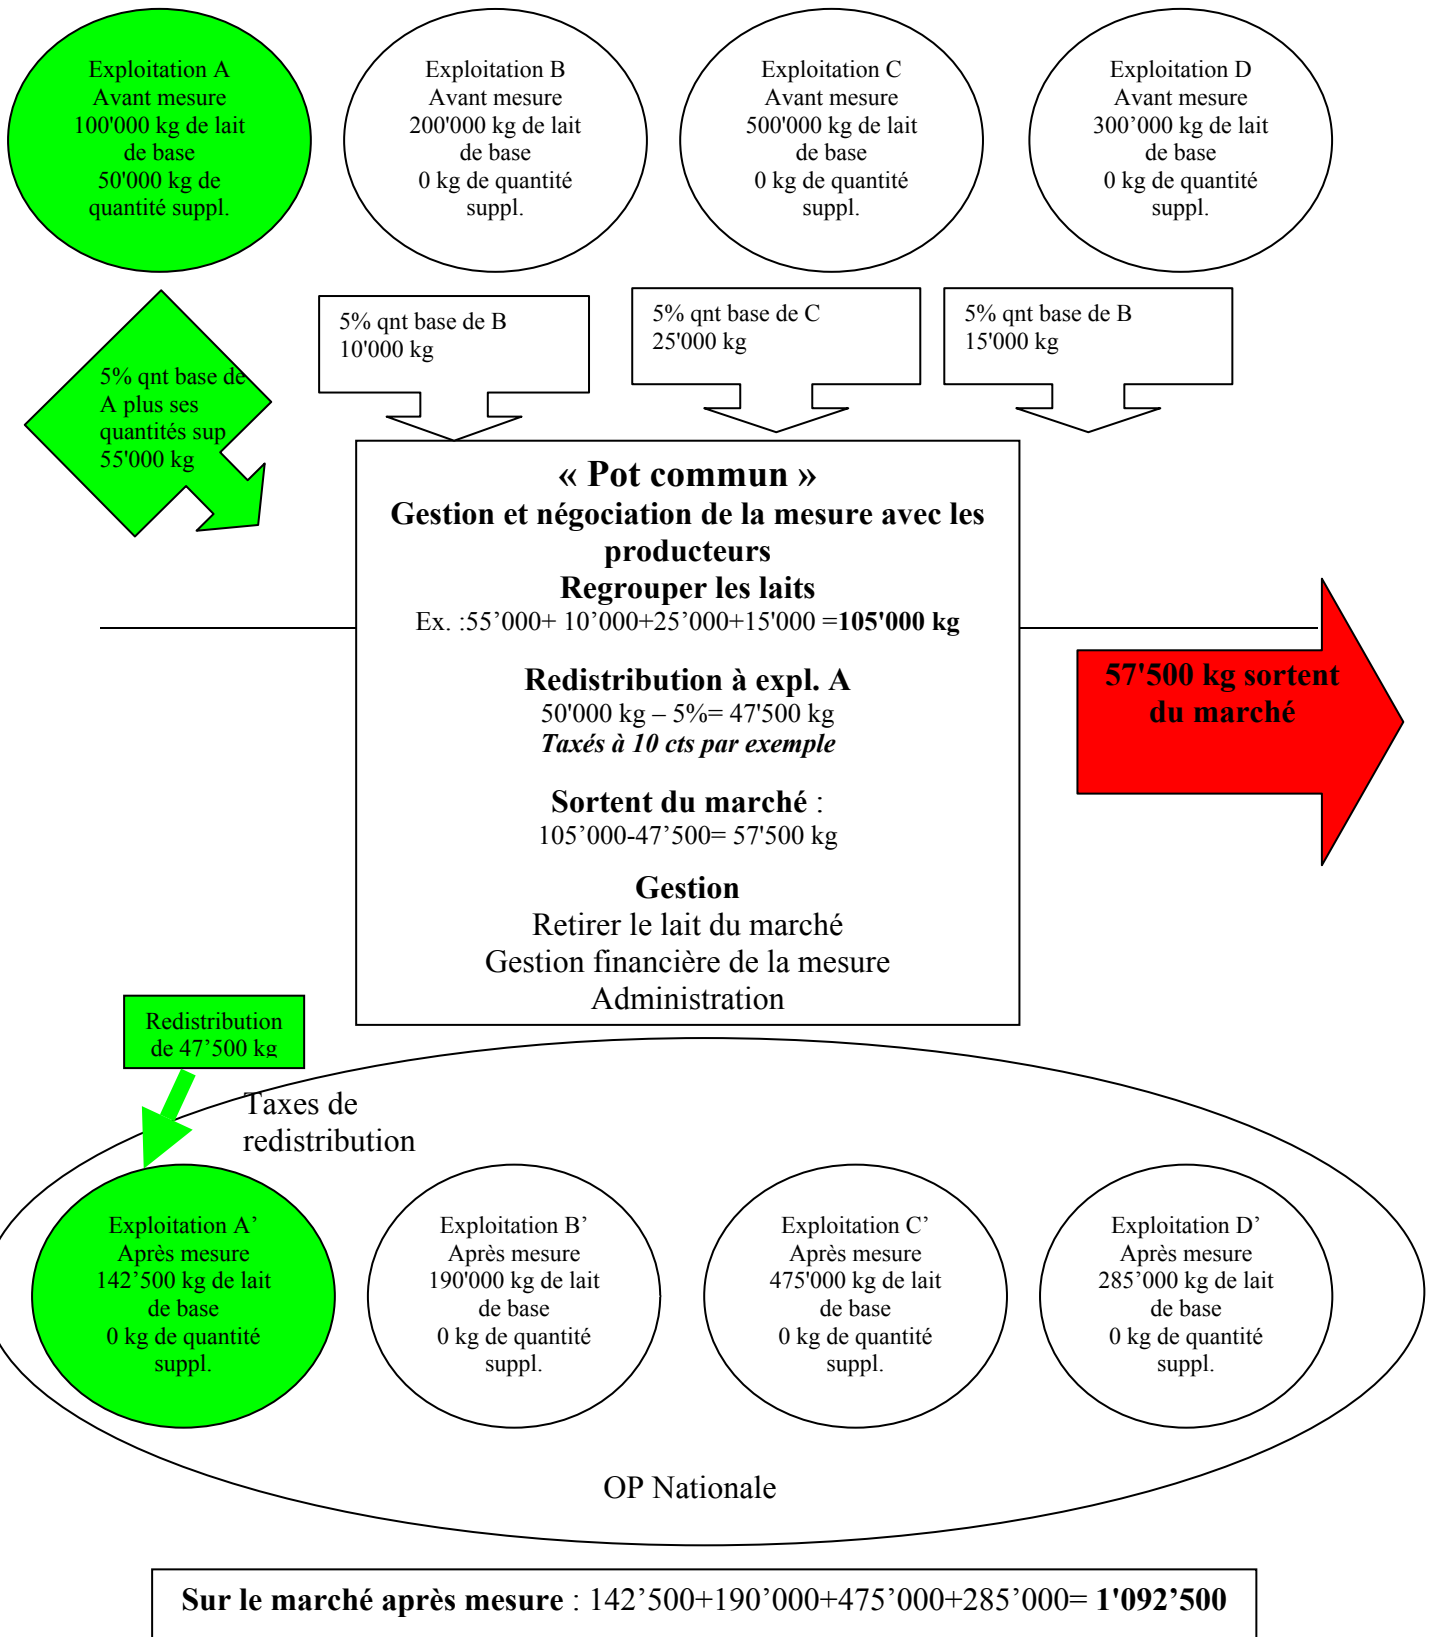 Exploitation A
Avant mesure
100'000 kg de lait
de base
50'000 kg de
quantité suppl.
Exploitation B
Avant mesure
200'000 kg de lait
de base
0 kg de quantité
suppl.
Exploitation C
Avant mesure
500'000 kg de lait
de base
0 kg de quantité
suppl.
Exploitation D
Avant mesure
300’000 kg de lait
de base
0 kg de quantité
suppl.
5% qnt base de
A plus ses
quantités sup
55'000 kg
5% qnt base de B
10'000 kg
5% qnt base de C
25'000 kg
5% qnt base de B
15'000 kg
« Pot commun »
Gestion et négociation de la mesure avec les
producteurs
Regrouper les laits
Ex. :55’000+ 10’000+25’000+15'000 =105'000 kg
Redistribution à expl. A
50'000 kg – 5%= 47'500 kg
Taxés à 10 cts par exemple
Sortent du marché :
105’000-47’500= 57'500 kg
Gestion
Retirer le lait du marché
Gestion financière de la mesure
Administration
57'500 kg sortent
du marché
Redistribution
de 47’500 kg
Taxes de
redistribution
Exploitation A’
Après mesure
142’500 kg de lait
de base
0 kg de quantité
suppl.
Exploitation B’
Après mesure
190'000 kg de lait
de base
0 kg de quantité
suppl.
Exploitation C’
Après mesure
475'000 kg de lait
de base
0 kg de quantité
suppl.
Exploitation D’
Après mesure
285’000 kg de lait
de base
0 kg de quantité
suppl.
OP Nationale
Sur le marché après mesure : 142’500+190’000+475’000+285’000= 1'092’500